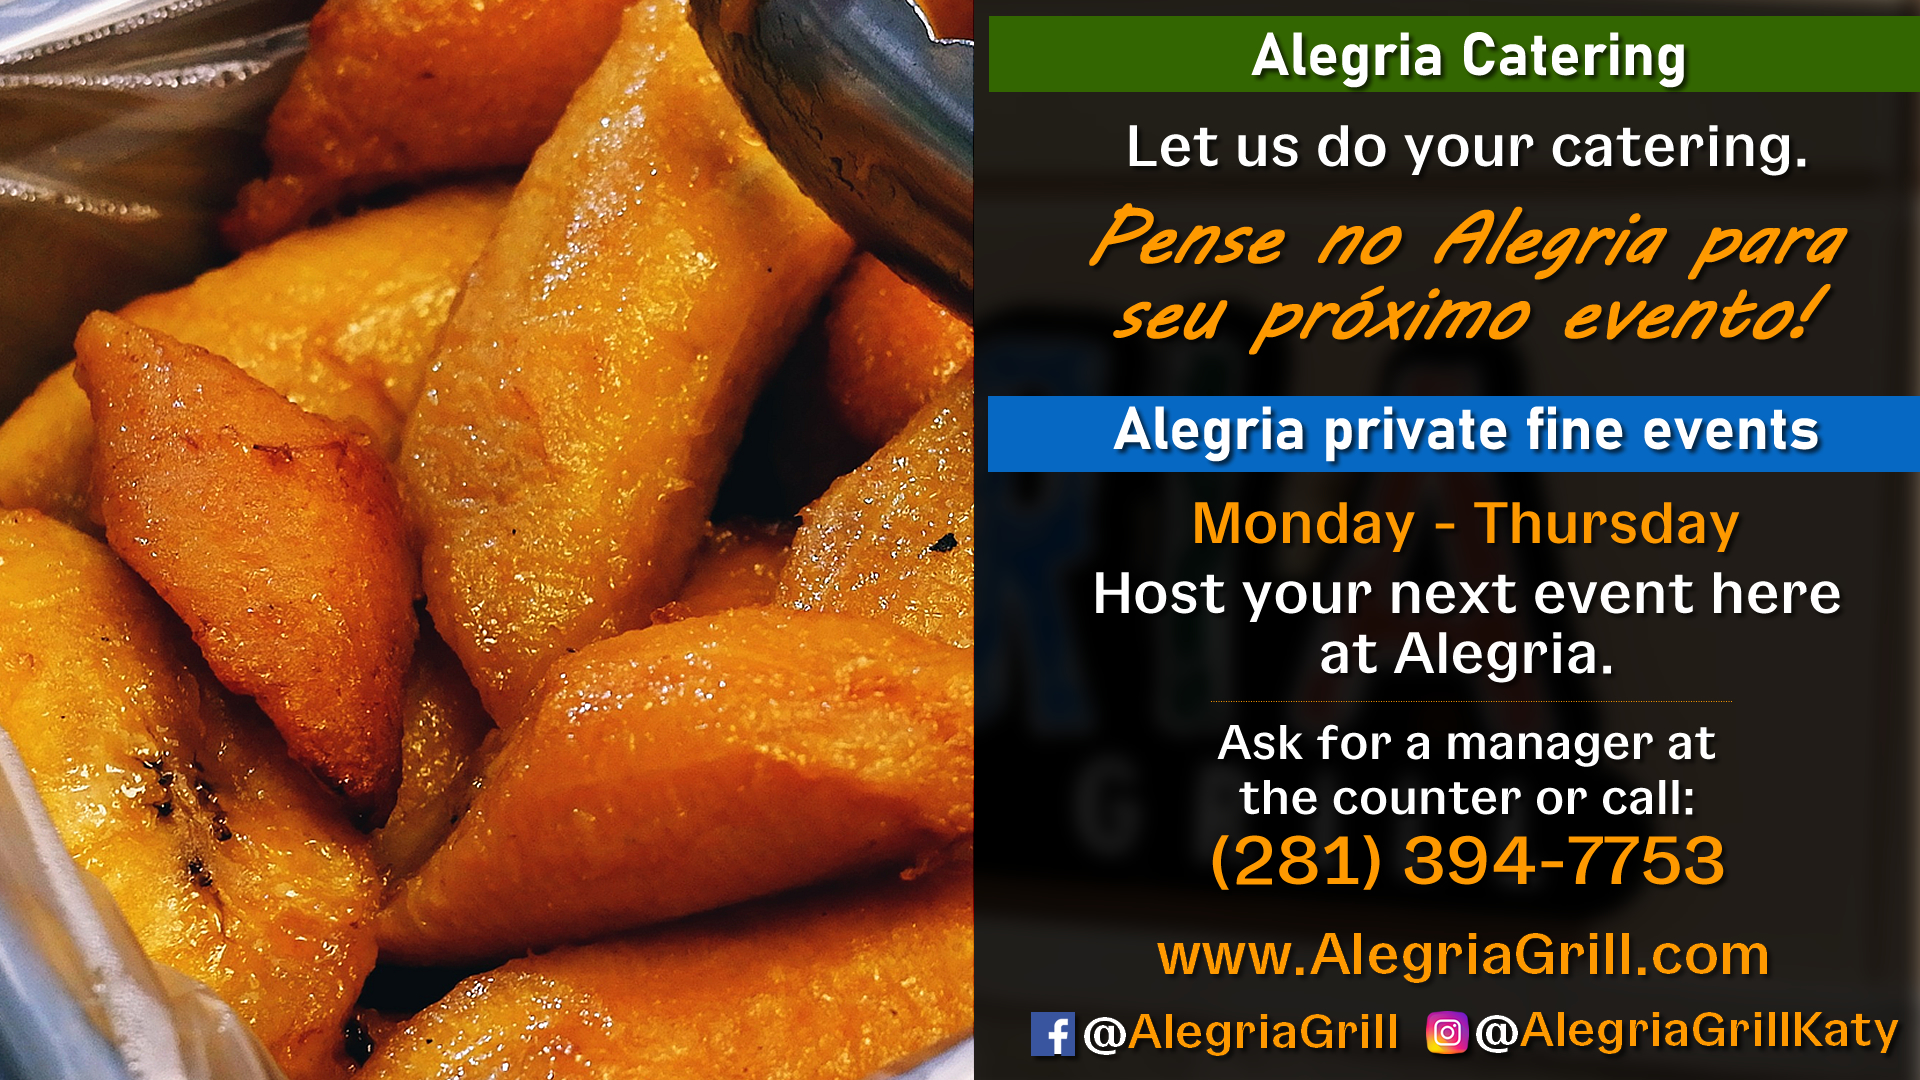 Alegria Catering
Let us do your catering.
Pense no Alegria para
seu próximo evento!
Alegria private fine events
Monday - Thursday
Host your next event here
at Alegria.
Ask for a manager at
the counter or call:
(281) 394-7753
www.AlegriaGrill.com
@AlegriaGrill @AlegriaGrillKaty